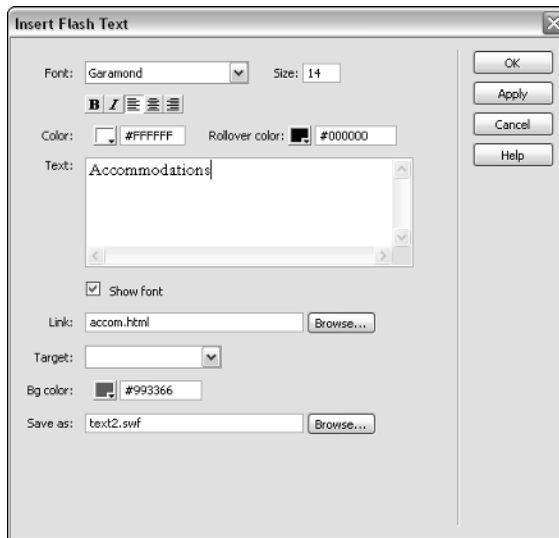 Insert Flash Text
Font: Garamond Size: 14
OK
B I
Apply
Color: #FFFFFF Rollover color: #000000
Cancel
Text: Accommodations
Help
Show font
Link: accom.html Browse...
Target:
Bg color: #993366
Save as: text2.swf Browse...